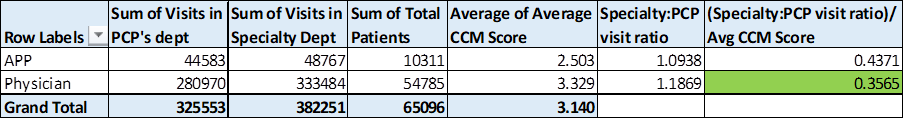 Row Labels Sum of Visits in PCP's dept Sum of Visits in Specialty Dept Sum of Total Patients Average of Average CCM Score Specialty:PCP visit ratio (Specialty:PCP visit ratio)/ Avg CCM Score
APP 44583 48767 10311 2.503 1.0938 0.4371
Physician 280970 333484 54785 3.329 1.1869 0.3565
Grand Total 325553 382251 65096 3.140